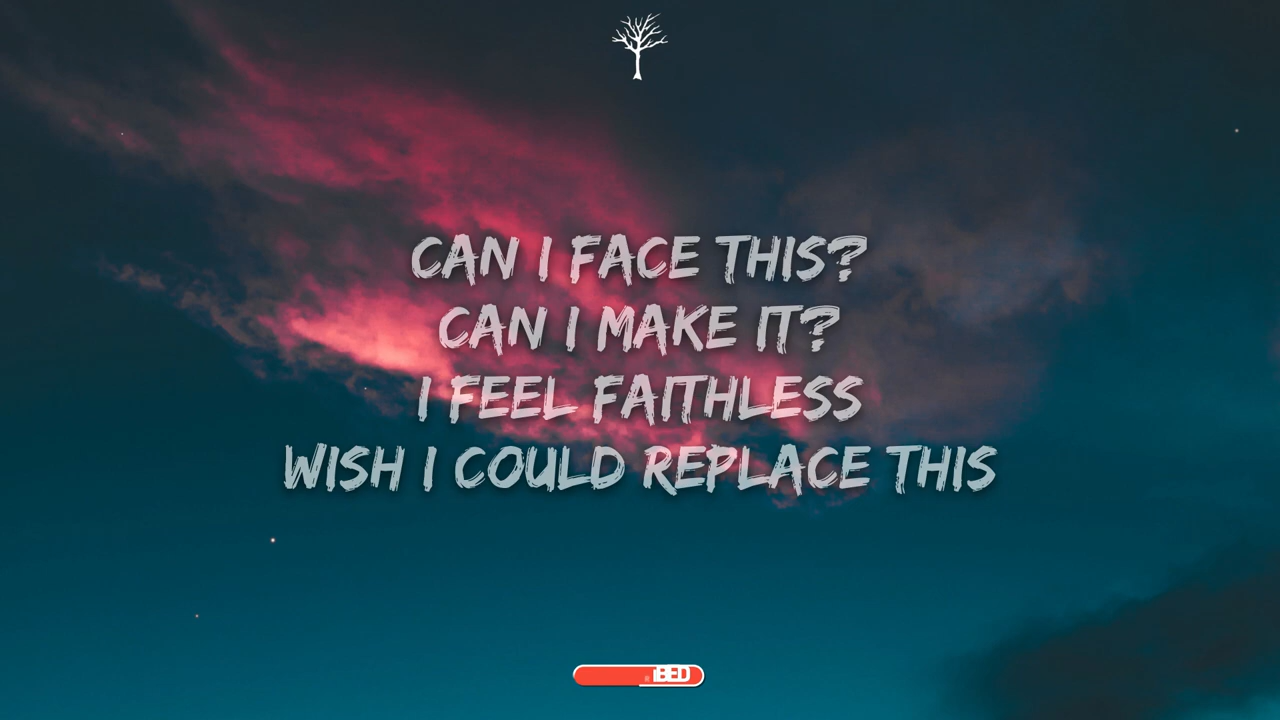 CAN I FACE THIS?
CAN I MAKE IT?
I FEEL FAITHLESS
WISH I COULD REPLACE THIS